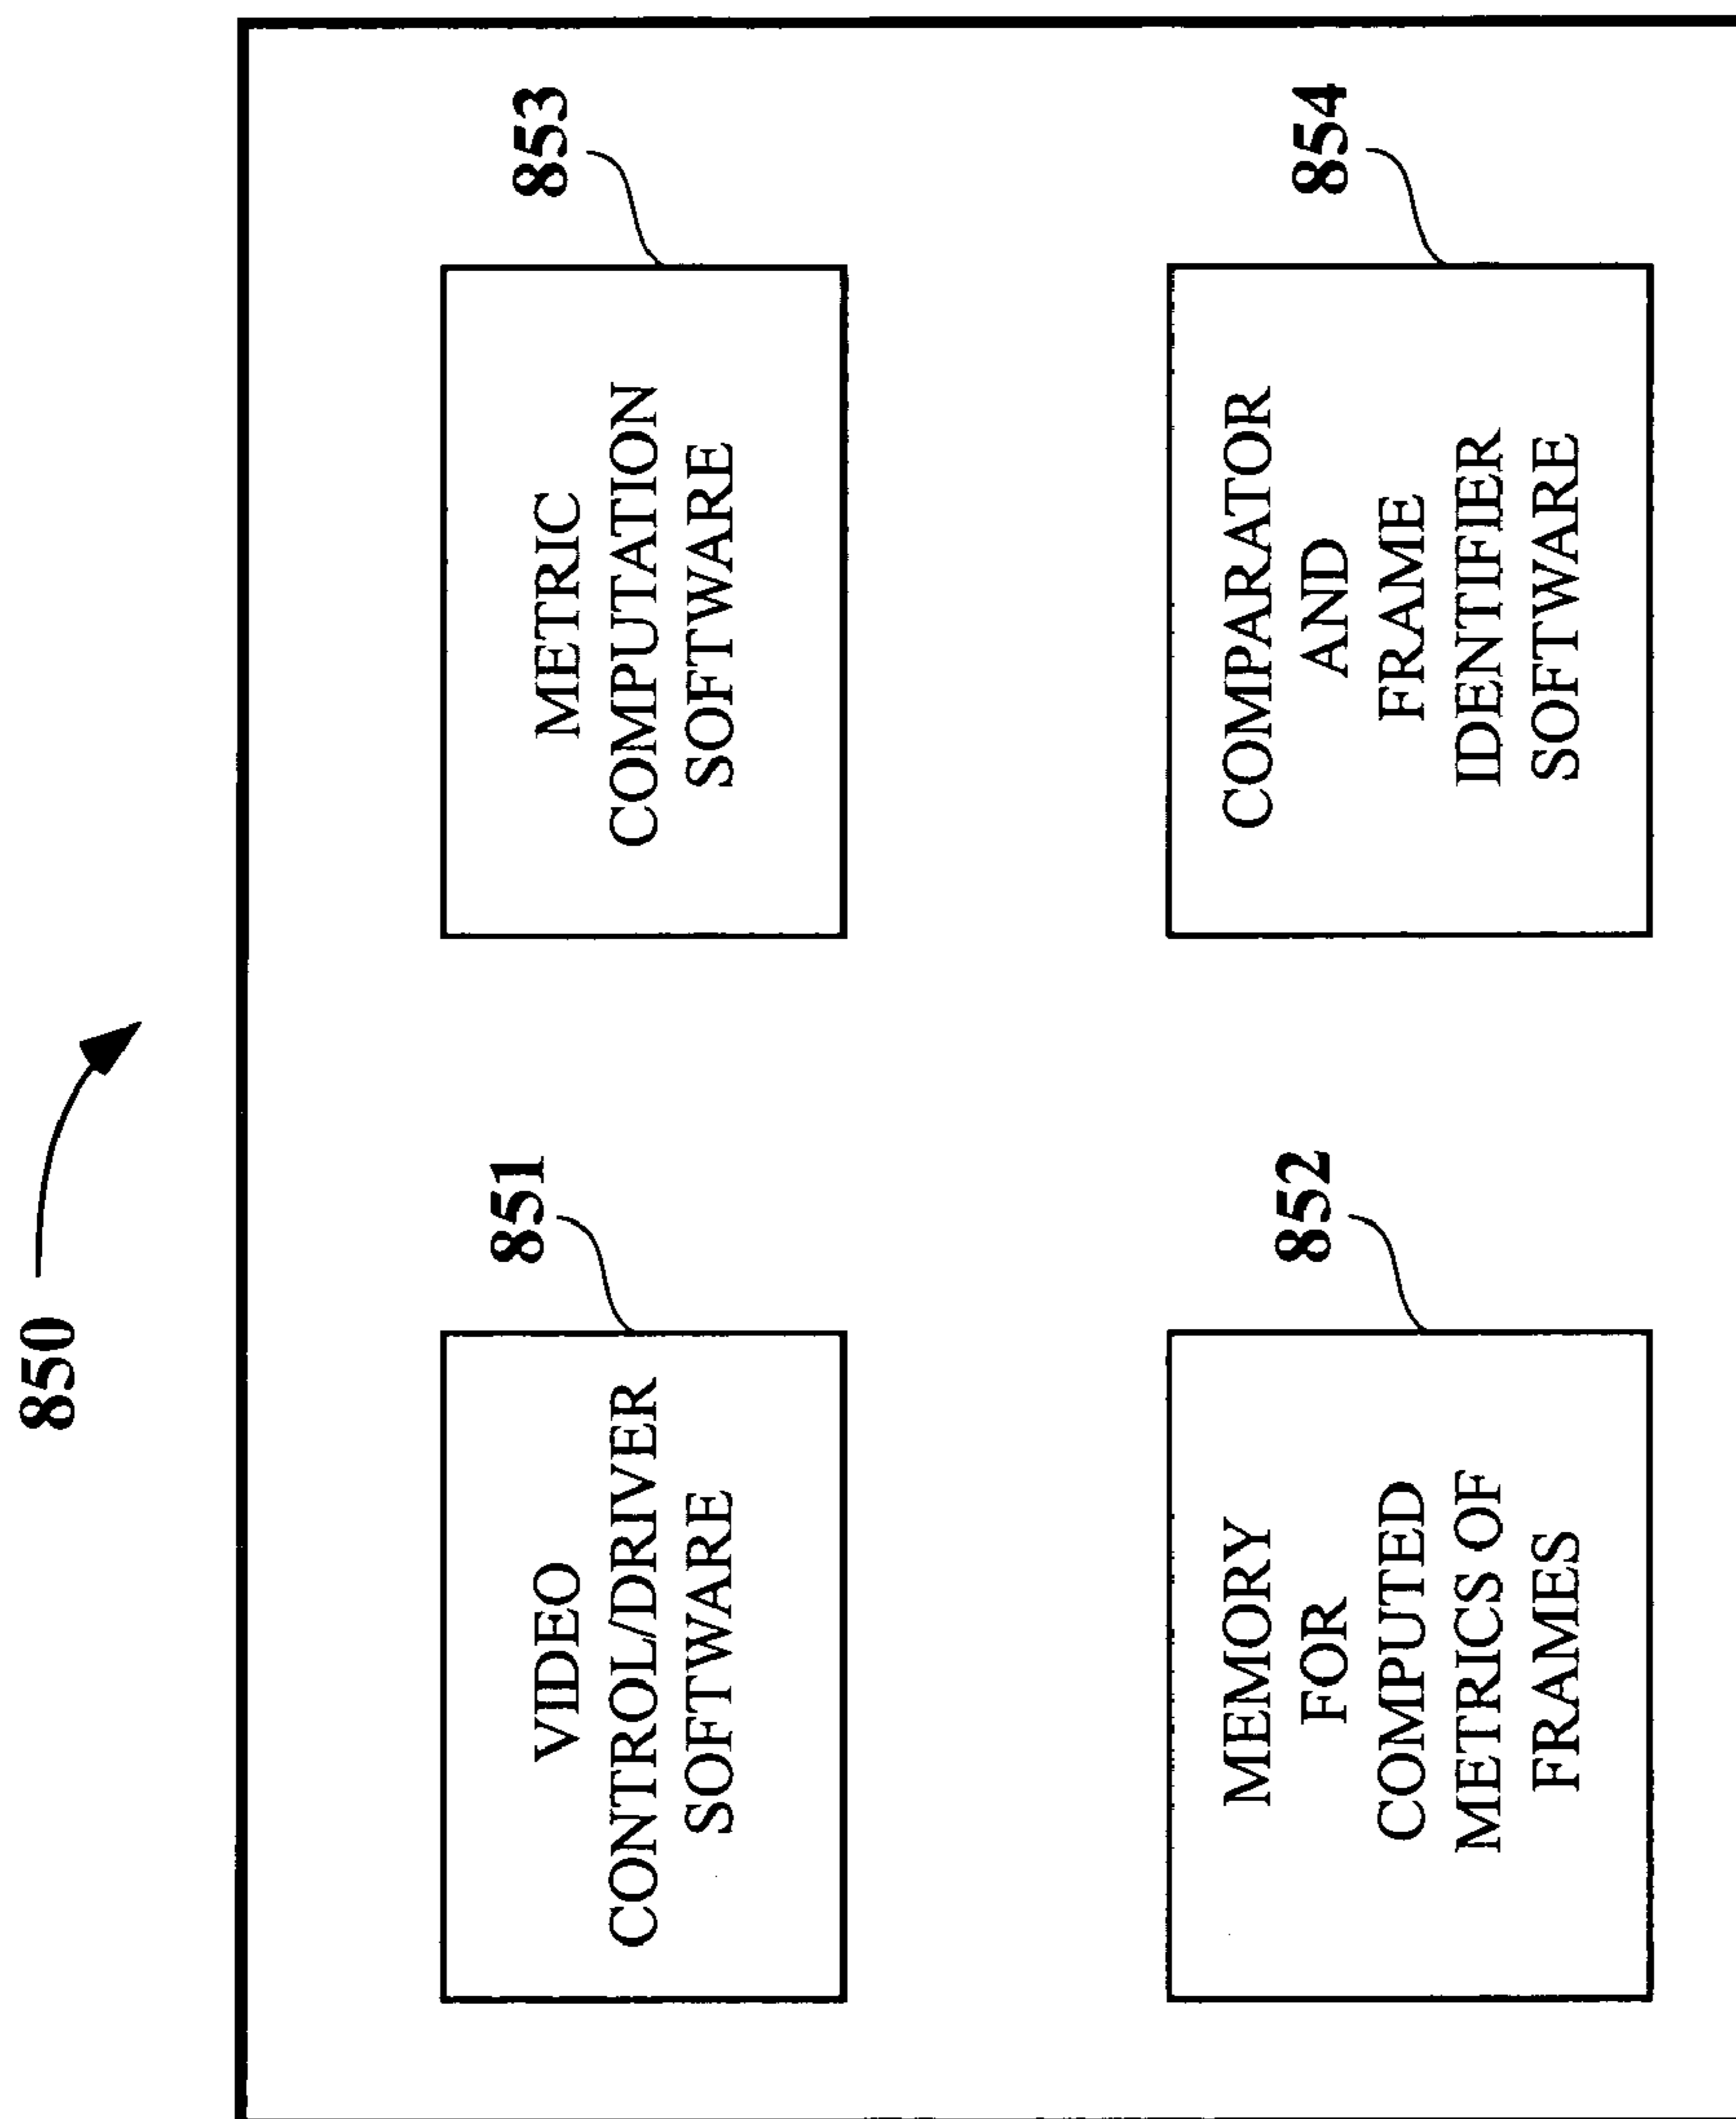 850
851
VIDEO
CONTROL/DRIVER
SOFTWARE
853
METRIC
COMPUTATION
SOFTWARE
852
MEMORY
FOR
COMPUTED
METRICS OF
FRAMES
854
COMPARATOR
AND
FRAME
IDENTIFIER
SOFTWARE